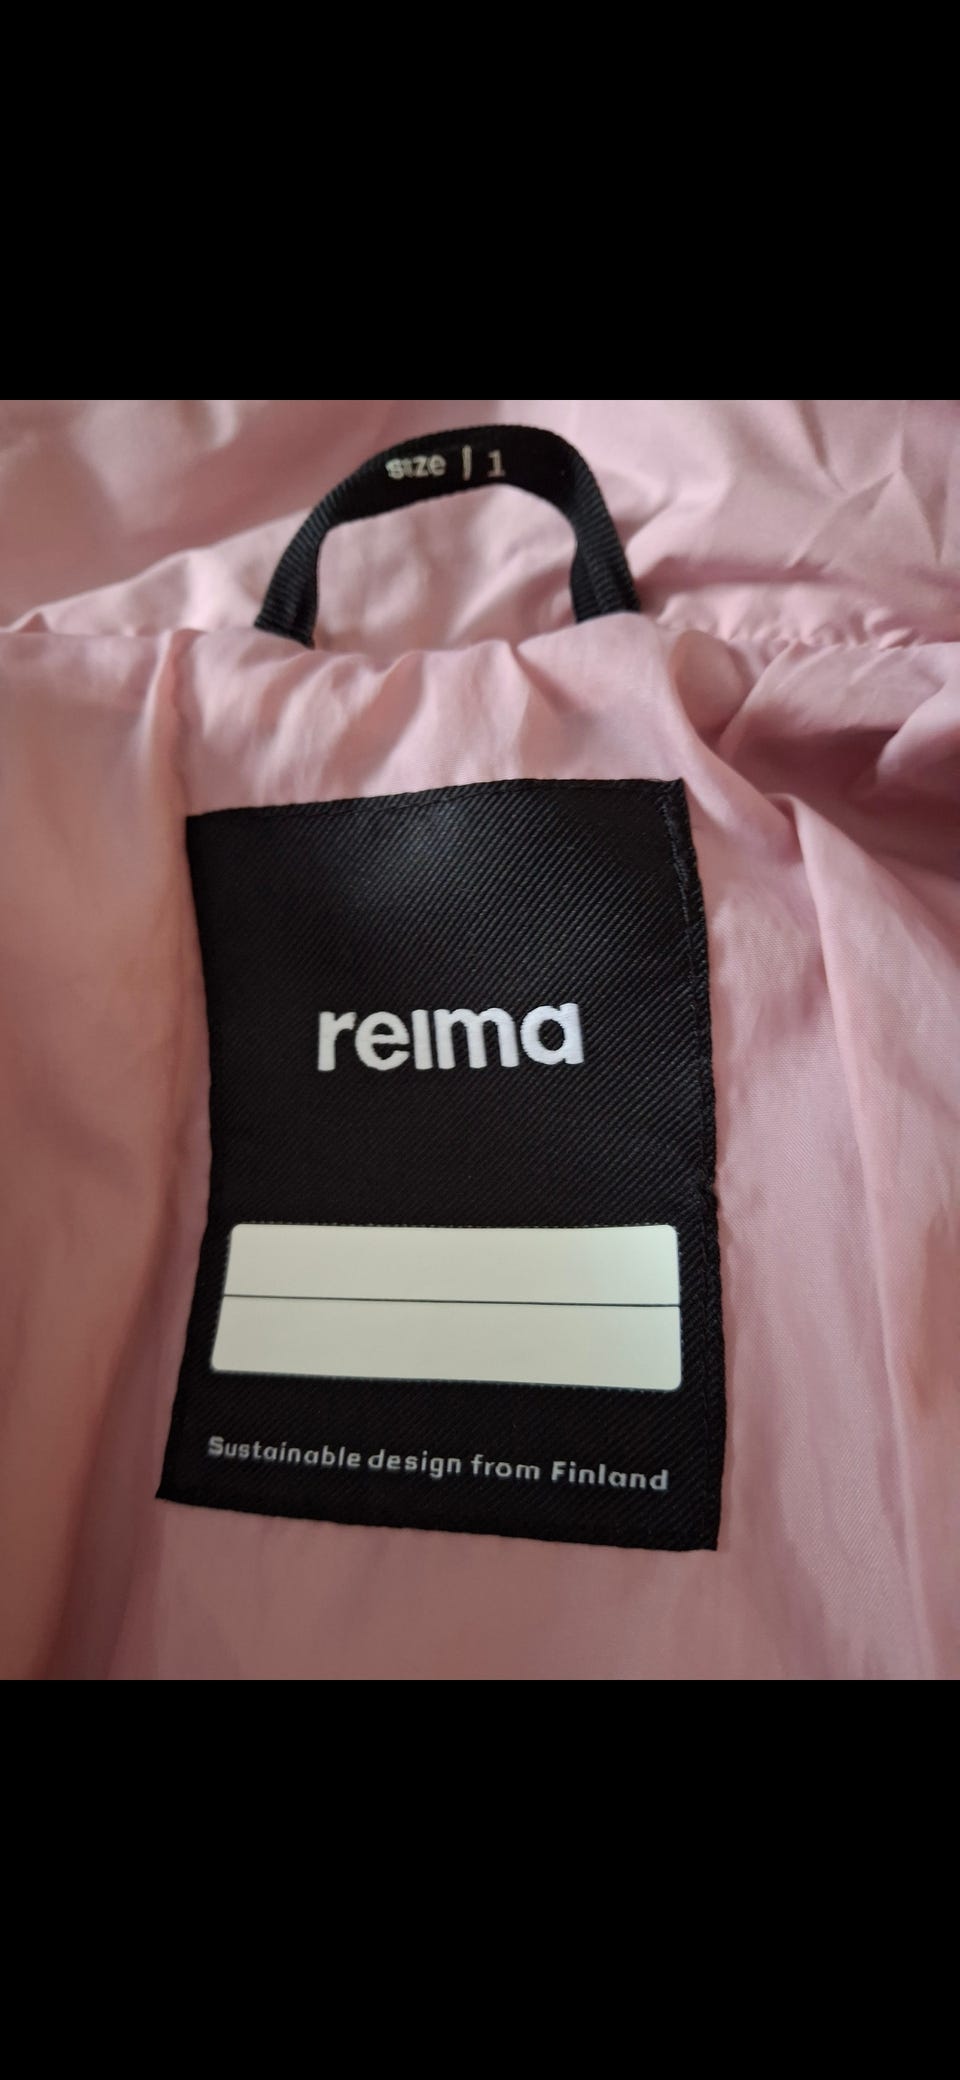 size | 1
reima
Sustainable design from Finland